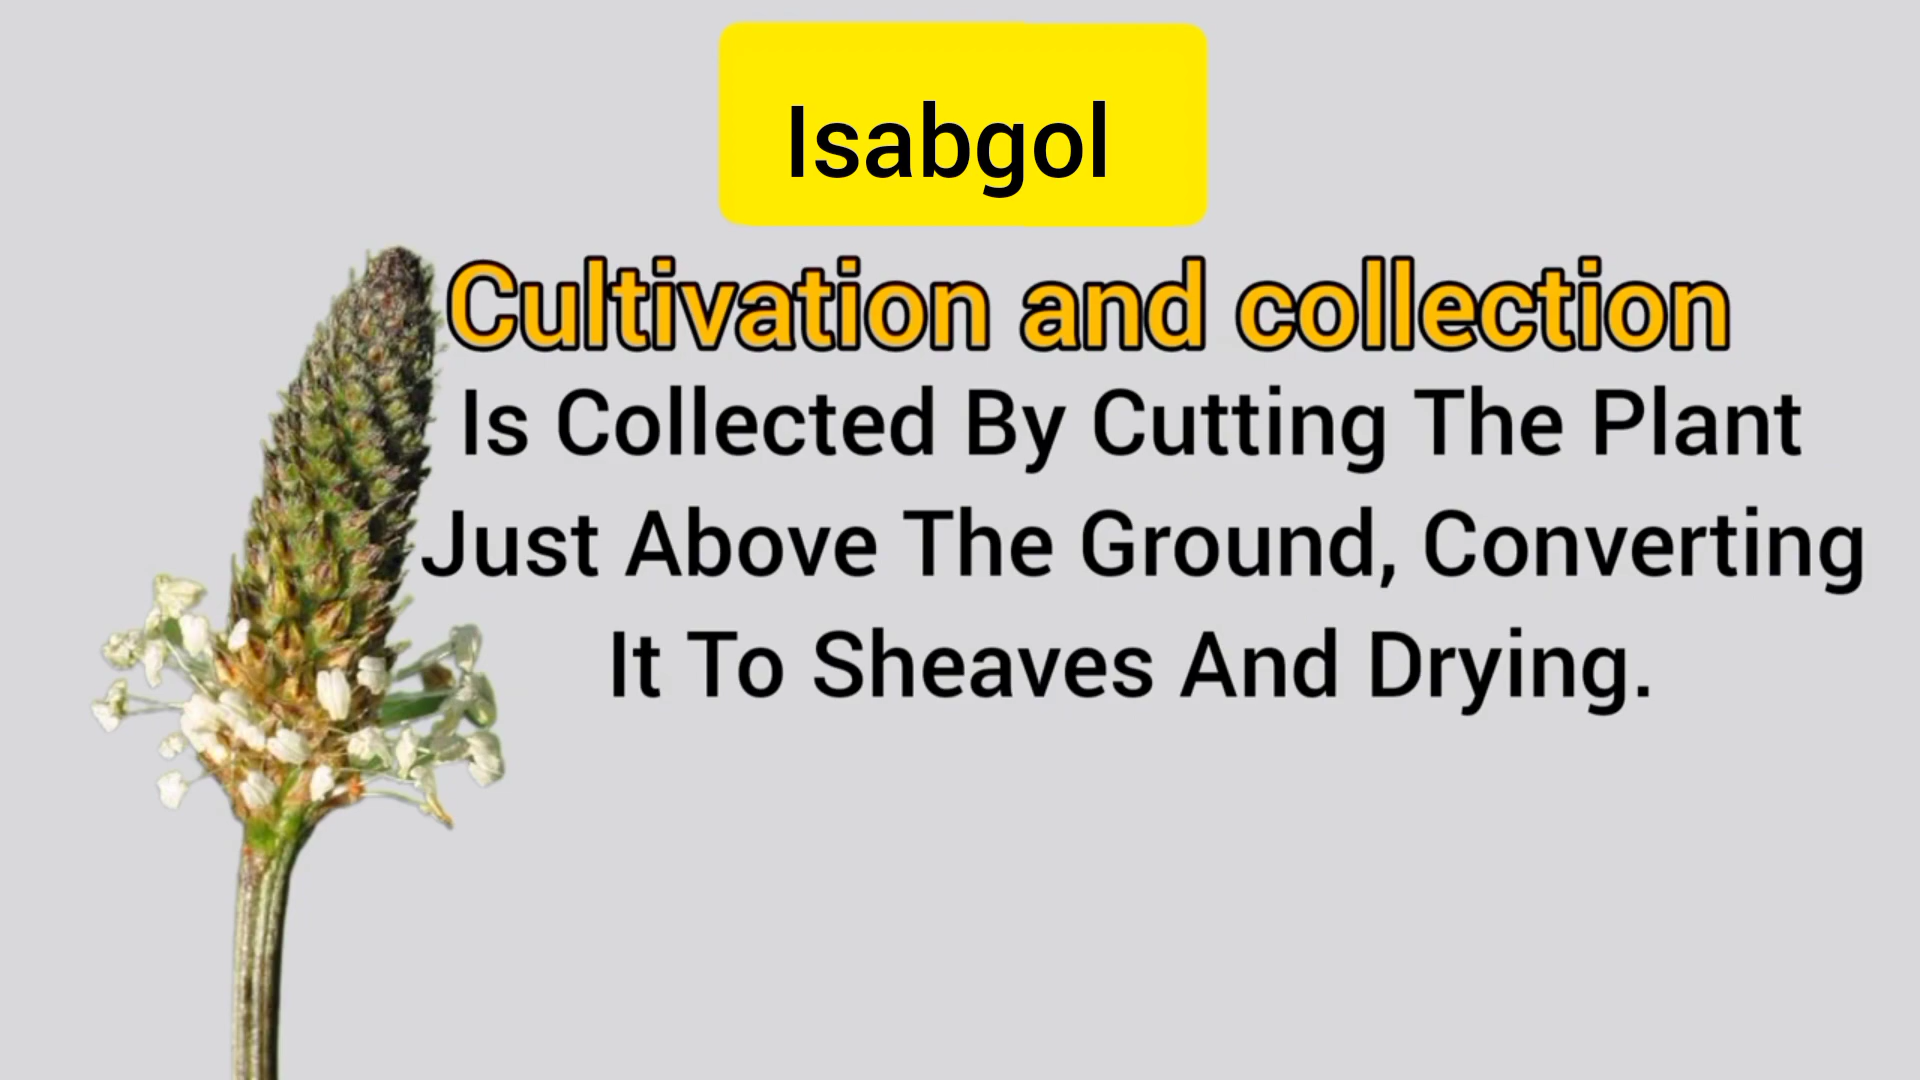 Isabgol
Cultivation and collection
Is Collected By Cutting The Plant
Just Above The Ground, Converting
It To Sheaves And Drying.